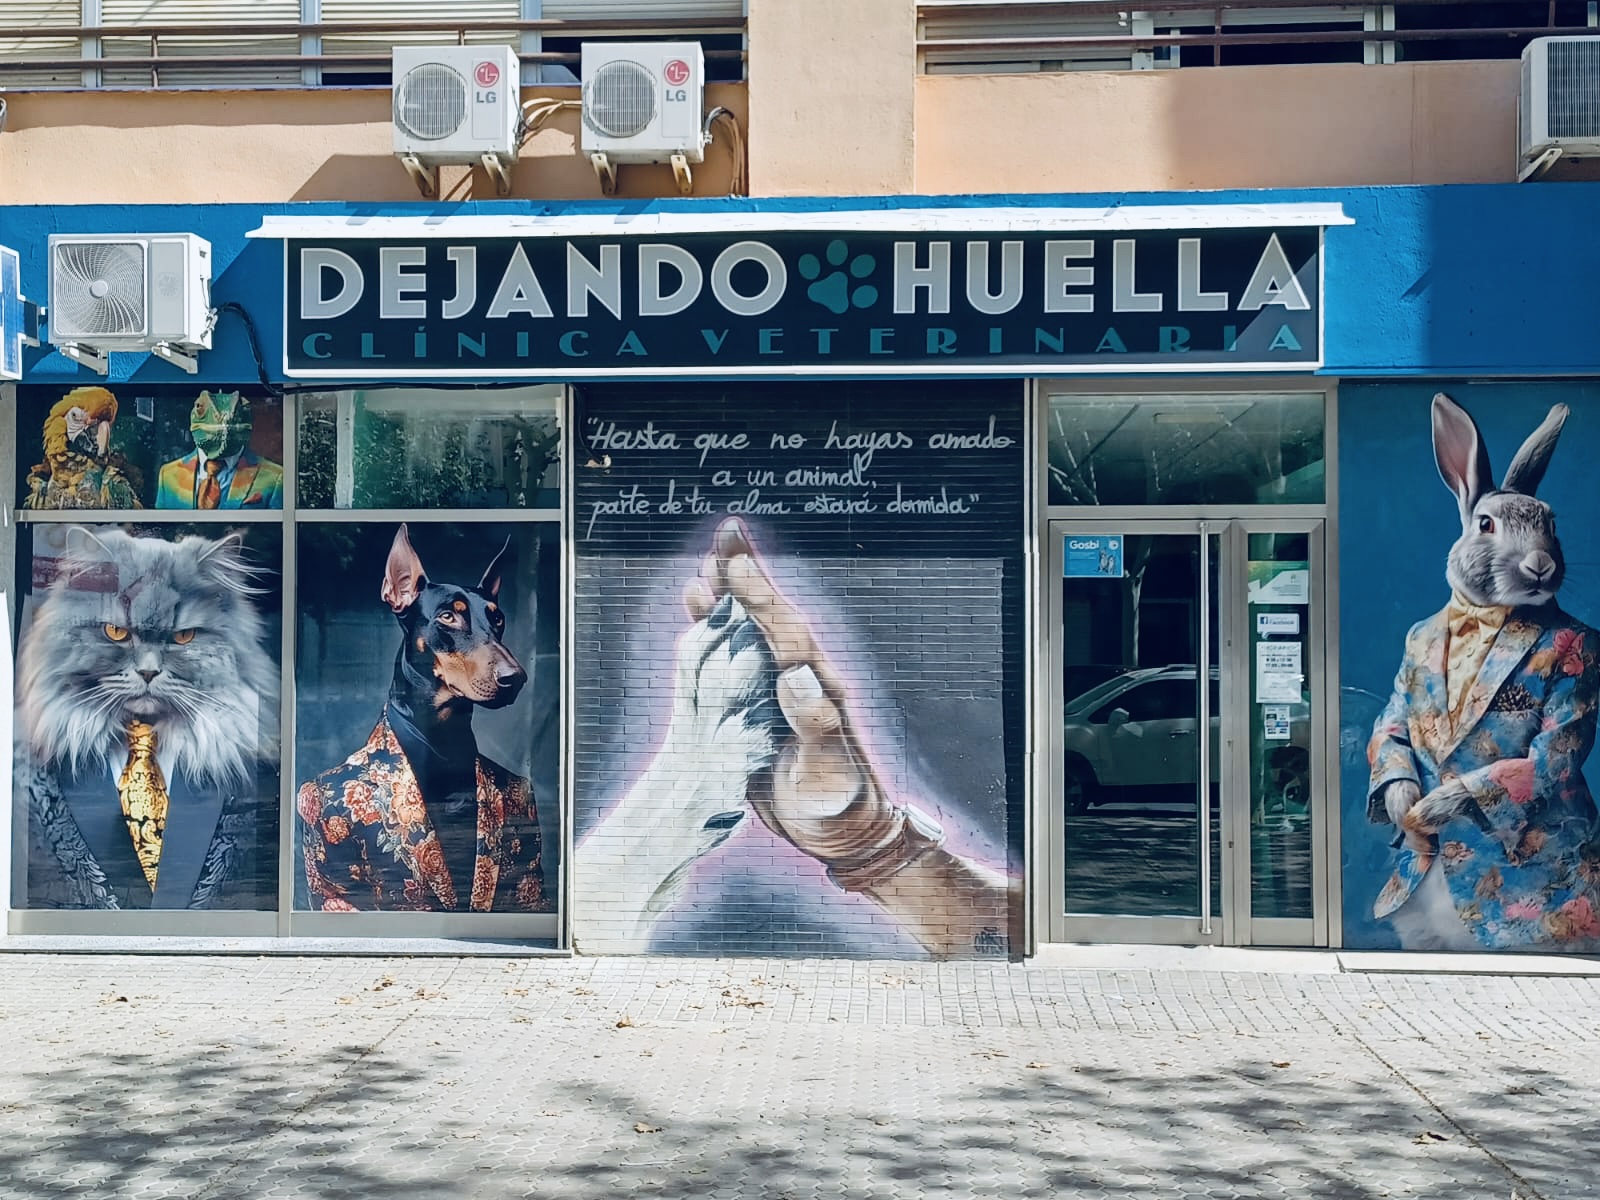 LG
LG
DEJANDO HUELLA
CLÍNICA VETERINARIA
"Hasta que no hayas amado
a un animal,
parte de tu alma estará dormida"
Gosbi
Facebook